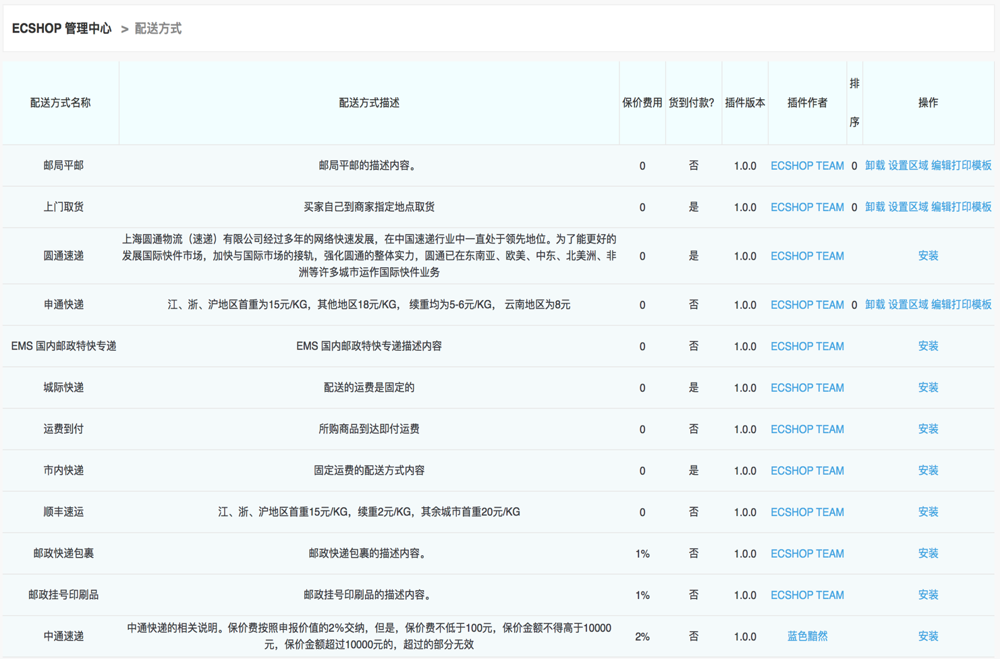 ECSHOP 管理中心 > 配送方式
配送方式名称 配送方式描述 保价费用 货到付款? 插件版本 插件作者 排序 操作
邮局平邮 邮局平邮的描述内容。 0 否 1.0.0 ECSHOP TEAM 0 卸载 设置区域 编辑打印模板
上门取货 买家自己到商家指定地点取货 0 是 1.0.0 ECSHOP TEAM 0 卸载 设置区域 编辑打印模板
上海圆通物流（速递）有限公司经过多年的网络快速发展，在中国速递行业中一直处于领先地位。为了能更好的
圆通速递 发展国际快件市场，加快与国际市场的接轨，强化圆通的整体实力，圆通已在东南亚、欧美、中东、北美洲、非 0 是 1.0.0 ECSHOP TEAM 安装
洲等许多城市运作国际快件业务
申通快递 江、浙、沪地区首重为15元/KG，其他地区18元/KG， 续重均为5-6元/KG， 云南地区为8元 0 否 1.0.0 ECSHOP TEAM 0 卸载 设置区域 编辑打印模板
EMS 国内邮政特快专递 EMS 国内邮政特快专递描述内容 0 否 1.0.0 ECSHOP TEAM 安装
城际快递 配送的运费是固定的 0 是 1.0.0 ECSHOP TEAM 安装
运费到付 所购商品到达即付运费 0 否 1.0.0 ECSHOP TEAM 安装
市内快递 固定运费的配送方式内容 0 是 1.0.0 ECSHOP TEAM 安装
顺丰速运 江、浙、沪地区首重15元/KG，续重2元/KG，其余城市首重20元/KG 0 否 1.0.0 ECSHOP TEAM 安装
邮政快递包裹 邮政快递包裹的描述内容。 1% 否 1.0.0 ECSHOP TEAM 安装
邮政挂号印刷品 邮政挂号印刷品的描述内容。 1% 否 1.0.0 ECSHOP TEAM 安装
中通速递 中通快递的相关说明。保价费按照申报价值的2%交纳，但是，保价费不低于100元，保价金额不得高于10000 2% 否 1.0.0 蓝色黯然 安装
元，保价金额超过10000元的，超过的部分无效